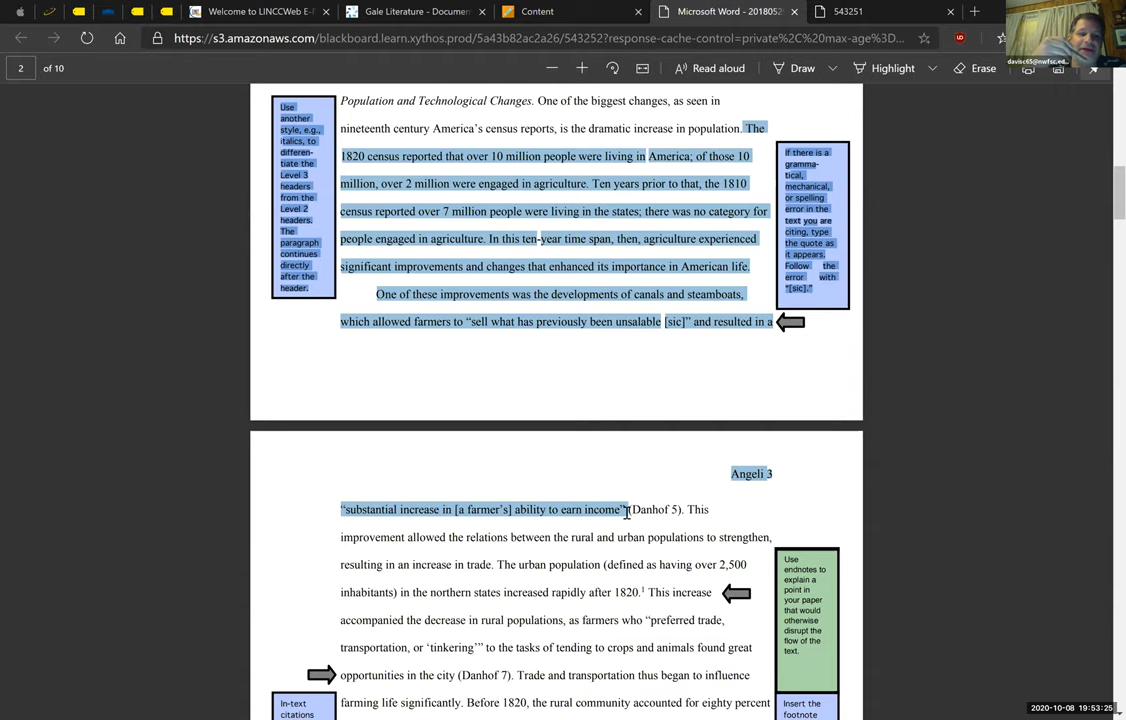 Welcome to LINCCWeb E-R
Gale Literature - Documen
Content
Microsoft Word - 2018052
543251
https://s3.amazonaws.com/blackboard.learn.xythos.prod/5a43b82ac2a26/543252?response-cache-control=private%2C%20max-age%3D...
davisc65@nwfsc.ed...
2 of 10
Read aloud
Draw
Highlight
Erase
Use
another
style, e.g.,
italics, to
differen-
tiate the
Level 3
headers
from the
Level 2
headers.
The
paragraph
continues
directly
after the
header.
Population and Technological Changes. One of the biggest changes, as seen in
nineteenth century America's census reports, is the dramatic increase in population. The
1820 census reported that over 10 million people were living in America; of those 10
million, over 2 million were engaged in agriculture. Ten years prior to that, the 1810
census reported over 7 million people were living in the states; there was no category for
people engaged in agriculture. In this ten-year time span, then, agriculture experienced
significant improvements and changes that enhanced its importance in American life.
One of these improvements was the developments of canals and steamboats,
which allowed farmers to “sell what has previously been unsalable [sic]” and resulted in a
If there is a
gramma-
tical,
mechanical,
or spelling
error in the
text you are
citing, type
the quote as
it appears.
Follow the
error with
“[sic].”
Angeli 3
“substantial increase in [a farmer's] ability to earn income” (Danhof 5). This
improvement allowed the relations between the rural and urban populations to strengthen,
resulting in an increase in trade. The urban population (defined as having over 2,500
inhabitants) in the northern states increased rapidly after 1820.1 This increase
accompanied the decrease in rural populations, as farmers who “preferred trade,
transportation, or ‘tinkering’” to the tasks of tending to crops and animals found great
opportunities in the city (Danhof 7). Trade and transportation thus began to influence
farming life significantly. Before 1820, the rural community accounted for eighty percent
Use
endnotes to
explain a
point in
your paper
that would
otherwise
disrupt the
flow of the
text.
In-text
citations
Insert the
footnote
2020-10-08 19:53:25